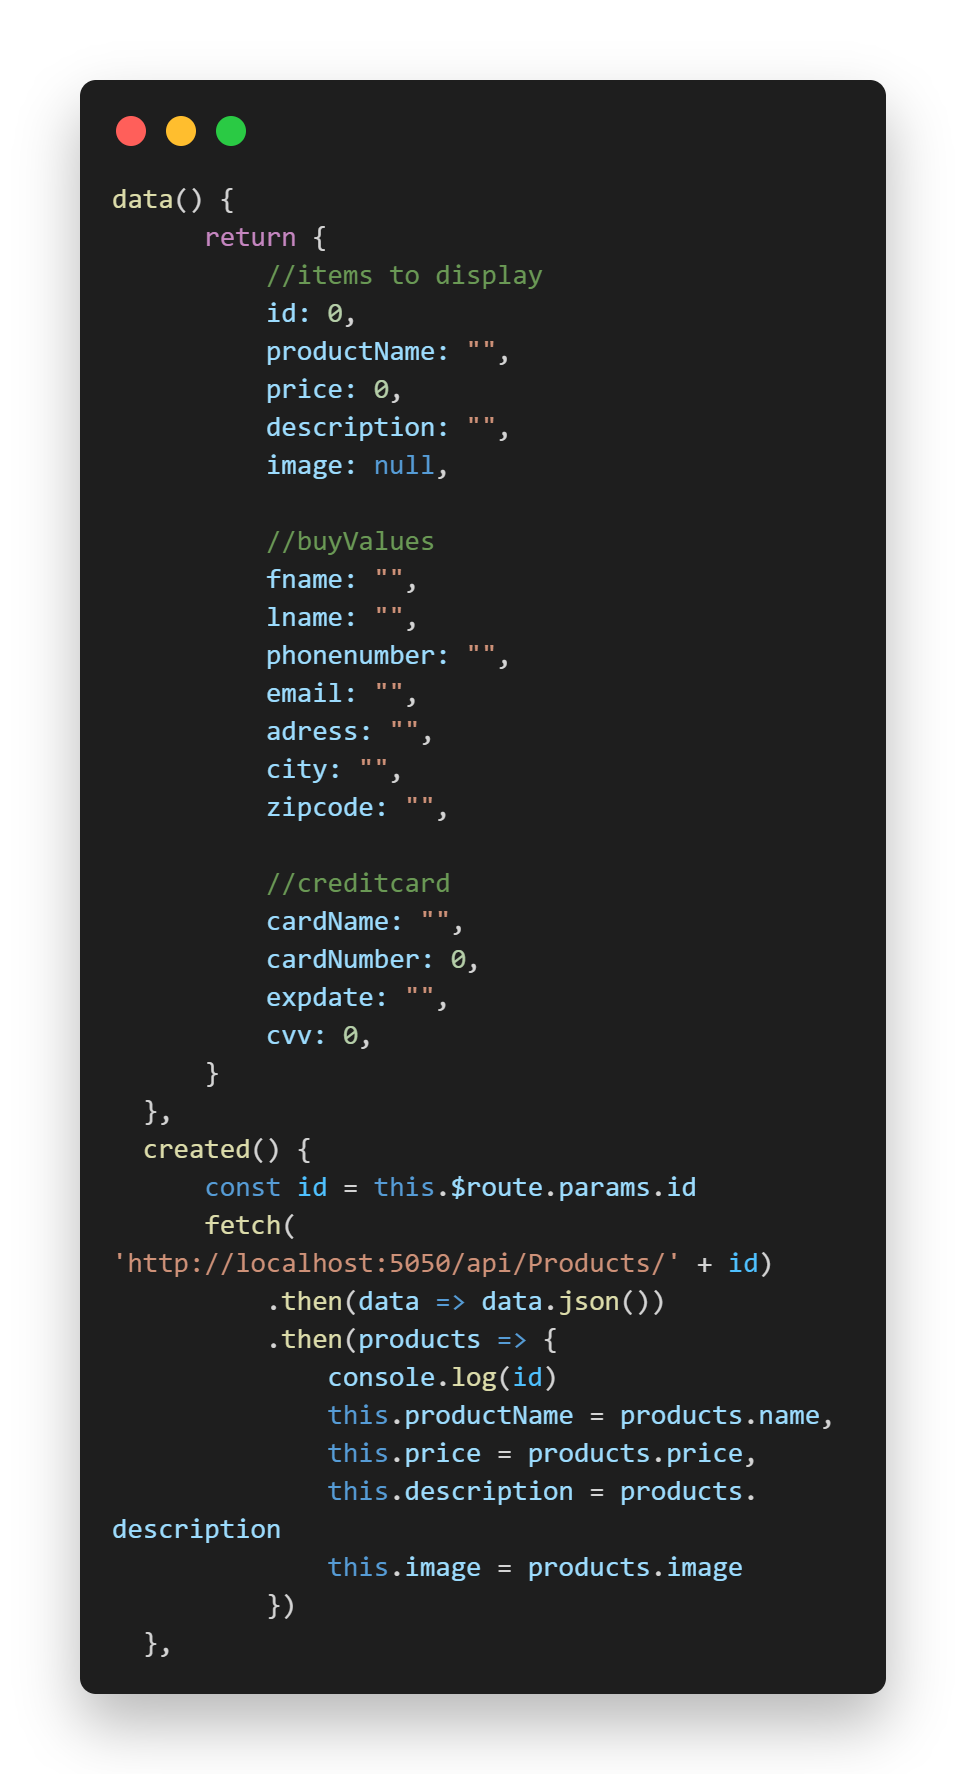 data() {
      return {
          //items to display
          id: 0,
          productName: "",
          price: 0,
          description: "",
          image: null,

          //buyValues
          fname: "",
          lname: "",
          phonenumber: "",
          email: "",
          adress: "",
          city: "",
          zipcode: "",

          //creditcard
          cardName: "",
          cardNumber: 0,
          expdate: "",
          cvv: 0,
      }
  },
  created() {
      const id = this.$route.params.id
      fetch(
'http://localhost:5050/api/Products/' + id)
          .then(data => data.json())
          .then(products => {
              console.log(id)
              this.productName = products.name,
              this.price = products.price,
              this.description = products.
description
              this.image = products.image
          })
  },